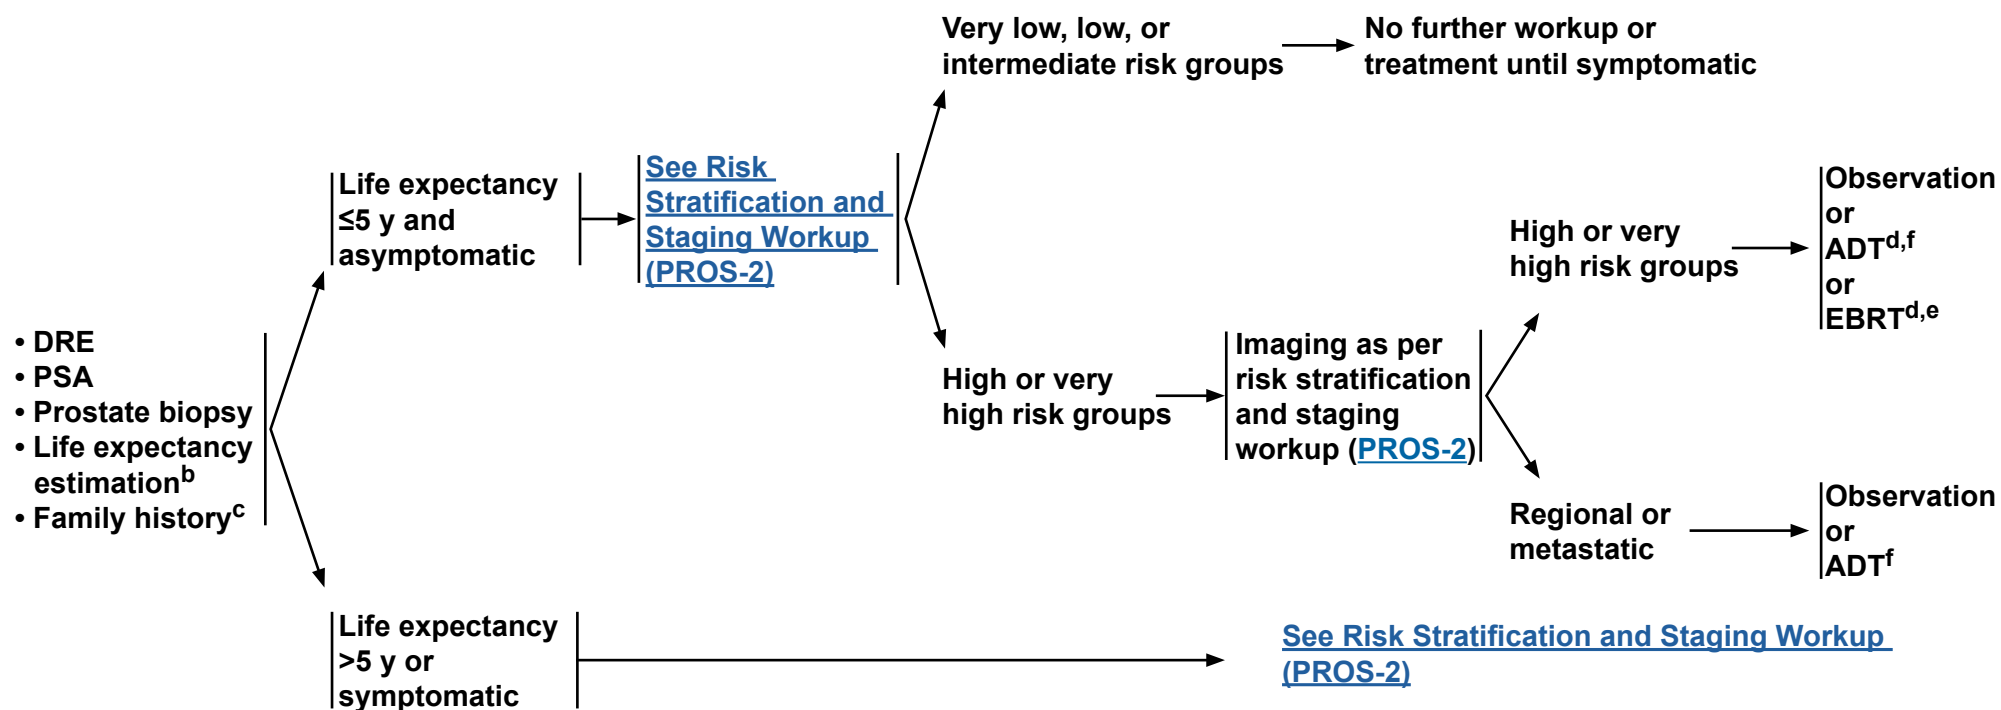 • DRE
• PSA
• Prostate biopsy
• Life expectancy
estimationb
• Family historyc
Life expectancy
≤5 y and
asymptomatic
See Risk
Stratification and
Staging Workup
(PROS-2)
Very low, low, or
intermediate risk groups
No further workup or
treatment until symptomatic
High or very
high risk groups
Imaging as per
risk stratification
and staging
workup (PROS-2)
High or very
high risk groups
Observation
or
ADTd,f
or
EBRTd,e
Regional or
metastatic
Observation
or
ADTf
Life expectancy
>5 y or
symptomatic
See Risk Stratification and Staging Workup
(PROS-2)